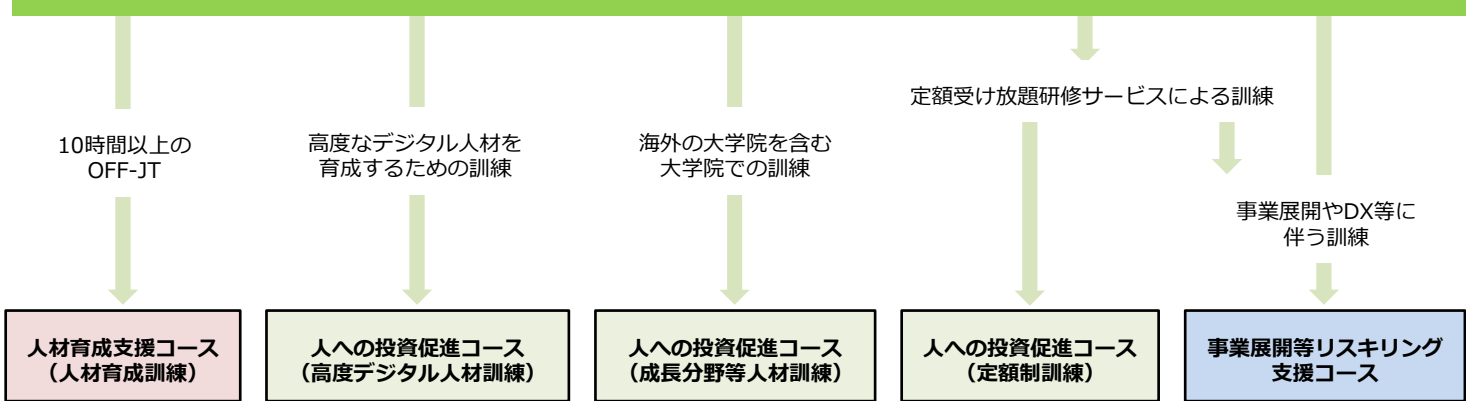 定額受け放題研修サービスによる訓練
10時間以上の
OFF-JT
高度なデジタル人材を
育成するための訓練
海外の大学院を含む
大学院での訓練
事業展開やDX等に
伴う訓練
人材育成支援コース
（人材育成訓練）
人への投資促進コース
（高度デジタル人材訓練）
人への投資促進コース
（成長分野等人材訓練）
人への投資促進コース
（定額制訓練）
事業展開等リスキリング
支援コース